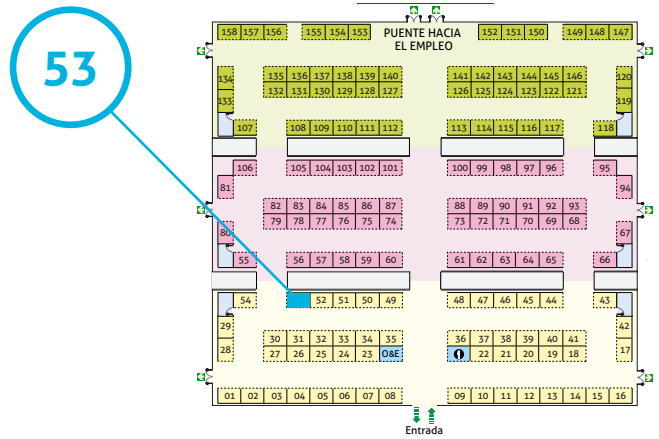 53
158 157 156 155 154 153 PUENTE HACIA EL EMPLEO 152 151 150 149 148 147
134 135 136 137 138 139 140 141 142 143 144 145 146 120
133 132 131 130 129 128 127 126 125 124 123 122 121 119
107 108 109 110 111 112 113 114 115 116 117 118
106 105 104 103 102 101 100 99 98 97 96 95
81 94
82 83 84 85 86 87 88 89 90 91 92 93
80 79 78 77 76 75 74 73 72 71 70 69 68 67
55 56 57 58 59 60 61 62 63 64 65 66
54 52 51 50 49 48 47 46 45 44 43
29 42
30 31 32 33 34 35 36 37 38 39 40 41
28 27 26 25 24 23 O&E 22 21 20 19 18 17
01 02 03 04 05 06 07 08 09 10 11 12 13 14 15 16
Entrada